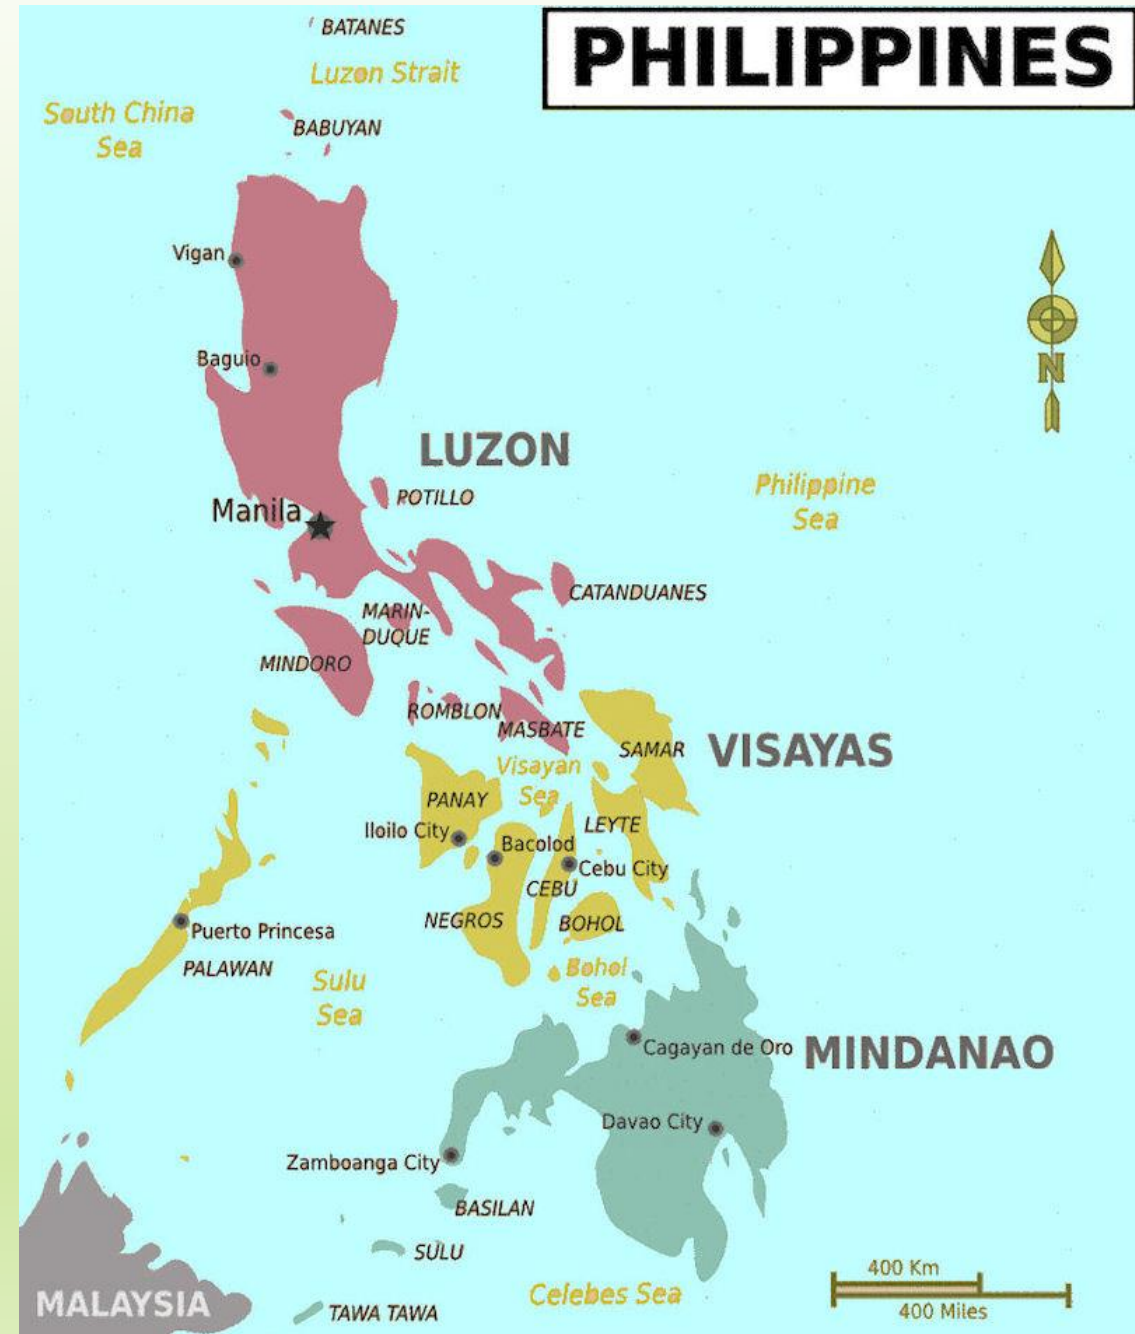 BATANES
PHILIPPINES
Luzon Strait
South China
Sea
BABUYAN
Vigan
Baguio
N
LUZON
POTILLO
Philippine
Sea
Manila
CATANDUANES
MARIN-
DUQUE
MINDORO
ROMBLON
MASBATE
SAMAR
VISAYAS
Visayan
Sea
PANAY
LEYTE
Iloilo City
Bacolod
Cebu City
CEBU
NEGROS
BOHOL
Puerto Princesa
PALAWAN
Sulu
Sea
Bohol
Sea
Cagayan de Oro
MINDANAO
Davao City
Zamboanga City
BASILAN
SULU
400 Km
Celebes Sea
400 Miles
MALAYSIA
TAWA TAWA